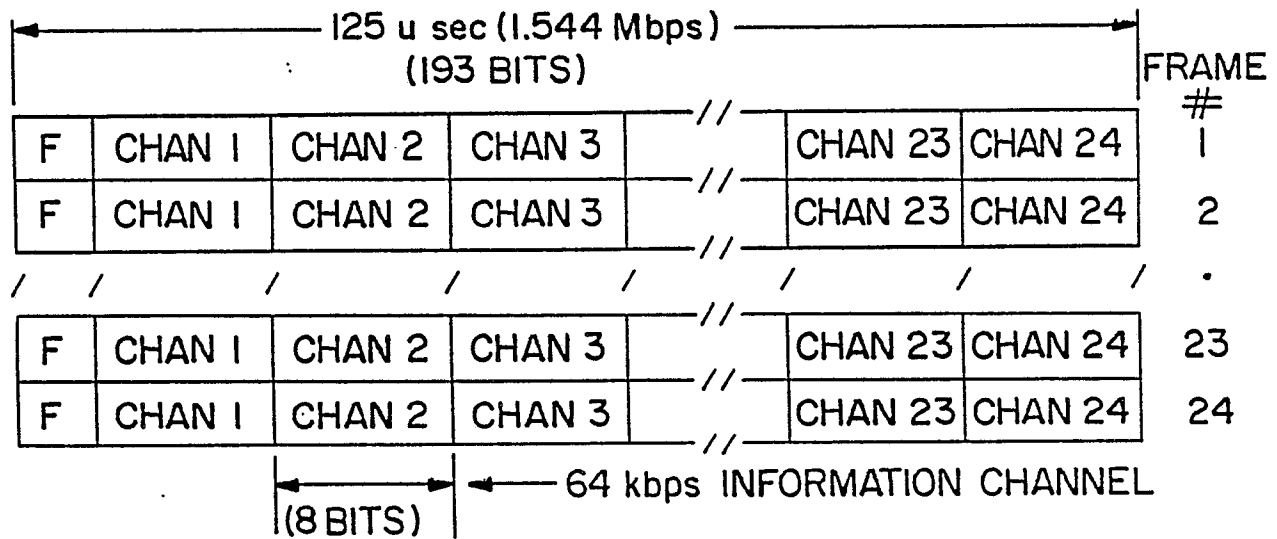 125 u sec (1.544 Mbps)
(193 BITS)
FRAME
#
F CHAN 1 CHAN 2 CHAN 3 // CHAN 23 CHAN 24 1
F CHAN 1 CHAN 2 CHAN 3 // CHAN 23 CHAN 24 2
/ / / / / / / / .
F CHAN 1 CHAN 2 CHAN 3 // CHAN 23 CHAN 24 23
F CHAN 1 CHAN 2 CHAN 3 // CHAN 23 CHAN 24 24
64 kbps INFORMATION CHANNEL
(8 BITS)